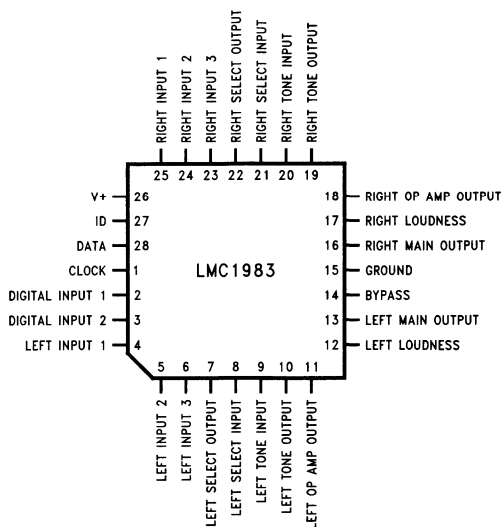 RIGHT INPUT 1
RIGHT INPUT 2
RIGHT INPUT 3
RIGHT SELECT OUTPUT
RIGHT SELECT INPUT
RIGHT TONE INPUT
RIGHT TONE OUTPUT
25 24 23 22 21 20 19
V+ 26
ID 27
DATA 28
CLOCK 1
DIGITAL INPUT 1 2
DIGITAL INPUT 2 3
LEFT INPUT 1 4
LMC1983
18 RIGHT OP AMP OUTPUT
17 RIGHT LOUDNESS
16 RIGHT MAIN OUTPUT
15 GROUND
14 BYPASS
13 LEFT MAIN OUTPUT
12 LEFT LOUDNESS
5 6 7 8 9 10 11
LEFT INPUT 2
LEFT INPUT 3
LEFT SELECT OUTPUT
LEFT SELECT INPUT
LEFT TONE INPUT
LEFT TONE OUTPUT
LEFT OP AMP OUTPUT